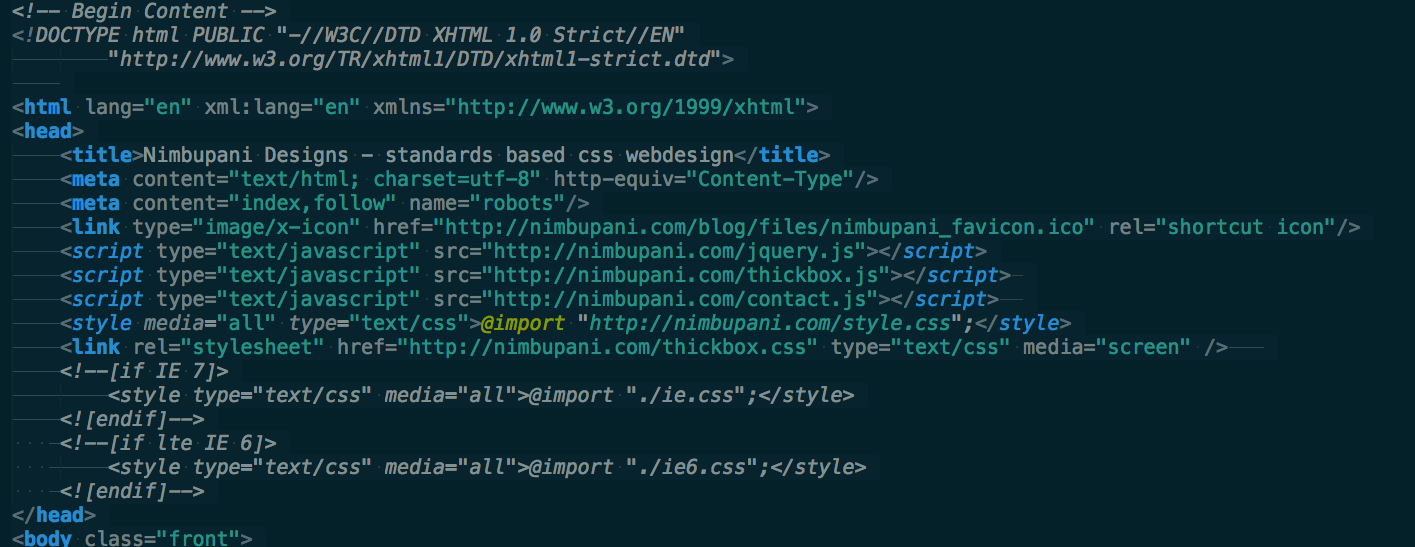 <!-- Begin Content -->
<!DOCTYPE html PUBLIC "-//W3C//DTD XHTML 1.0 Strict//EN"
"http://www.w3.org/TR/xhtml1/DTD/xhtml1-strict.dtd">
<html lang="en" xml:lang="en" xmlns="http://www.w3.org/1999/xhtml">
<head>
<title>Nimbupani Designs - standards based css webdesign</title>
<meta content="text/html; charset=utf-8" http-equiv="Content-Type"/>
<meta content="index,follow" name="robots"/>
<link type="image/x-icon" href="http://nimbupani.com/blog/files/nimbupani_favicon.ico" rel="shortcut icon"/>
<script type="text/javascript" src="http://nimbupani.com/jquery.js"></script>
<script type="text/javascript" src="http://nimbupani.com/thickbox.js"></script>
<script type="text/javascript" src="http://nimbupani.com/contact.js"></script>
<style media="all" type="text/css">@import "http://nimbupani.com/style.css";</style>
<link rel="stylesheet" href="http://nimbupani.com/thickbox.css" type="text/css" media="screen" />
<!--[if IE 7]>
<style type="text/css" media="all">@import "./ie.css";</style>
<![endif]-->
<!--[if lte IE 6]>
<style type="text/css" media="all">@import "./ie6.css";</style>
<![endif]-->
</head>
<body class="front">